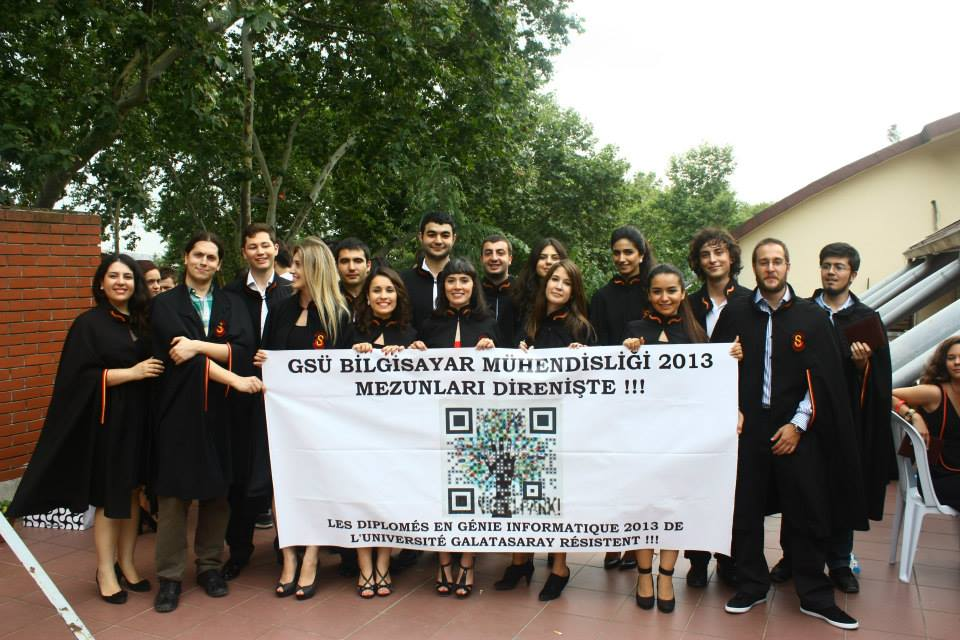 GSÜ BİLGİSAYAR MÜHENDİSLİĞİ 2013
MEZUNLARI DİRENİŞTE !!!
LES DIPLOMÉS EN GÉNIE INFORMATIQUE 2013 DE
L'UNIVERSITÉ GALATASARAY RÉSISTENT !!!